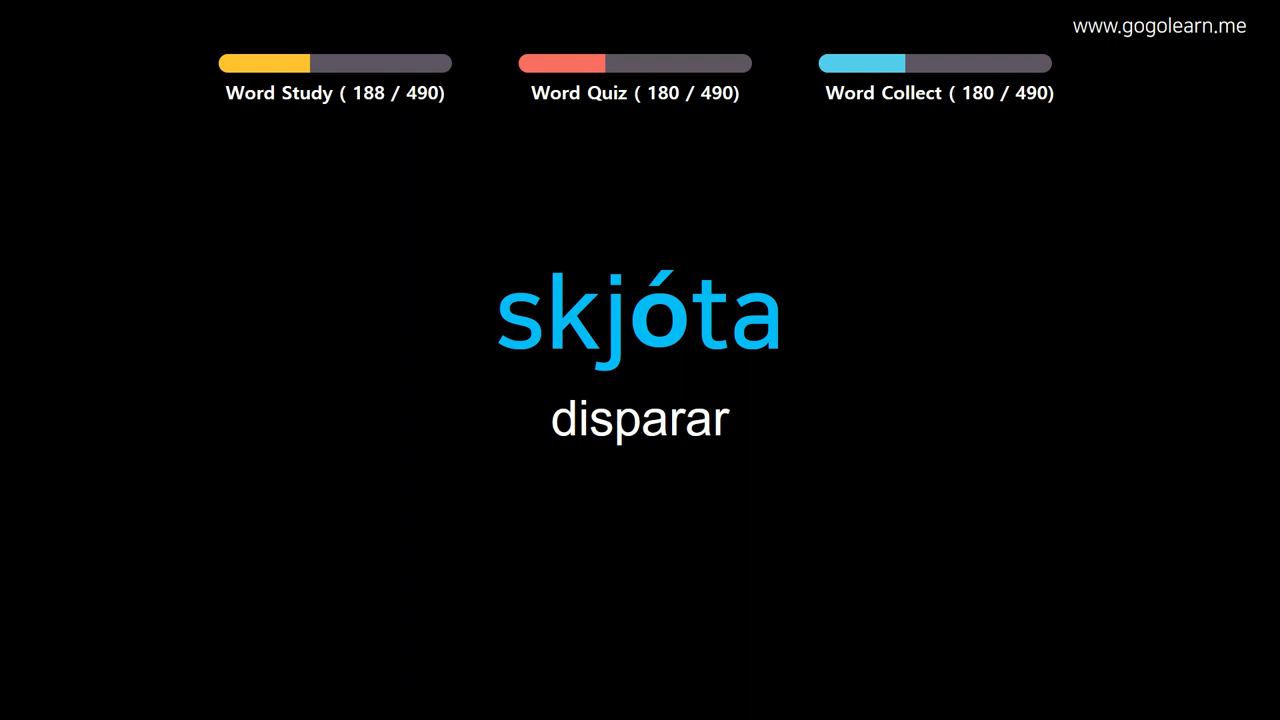 www.gogolearn.me
Word Study ( 188 / 490)
Word Quiz ( 180 / 490)
Word Collect ( 180 / 490)
skjóta
disparar